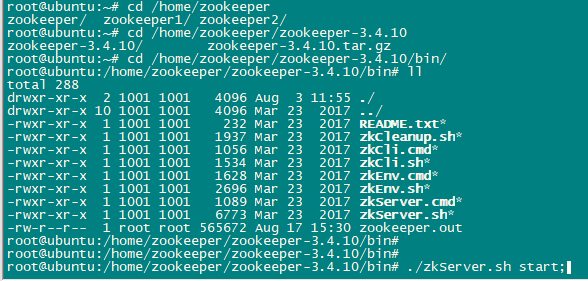 root@ubuntu:~# cd /home/zookeeper
zookeeper/  zookeeper1/ zookeeper2/
root@ubuntu:~# cd /home/zookeeper/zookeeper-3.4.10
zookeeper-3.4.10/        zookeeper-3.4.10.tar.gz
root@ubuntu:~# cd /home/zookeeper/zookeeper-3.4.10/bin/
root@ubuntu:/home/zookeeper/zookeeper-3.4.10/bin# ll
total 288
drwxr-xr-x  2 1001 1001   4096 Aug  3 11:55 ./
drwxr-xr-x 10 1001 1001   4096 Mar 23  2017 ../
-rwxr-xr-x  1 1001 1001    232 Mar 23  2017 README.txt*
-rwxr-xr-x  1 1001 1001   1937 Mar 23  2017 zkCleanup.sh*
-rwxr-xr-x  1 1001 1001   1056 Mar 23  2017 zkCli.cmd*
-rwxr-xr-x  1 1001 1001   1534 Mar 23  2017 zkCli.sh*
-rwxr-xr-x  1 1001 1001   1628 Mar 23  2017 zkEnv.cmd*
-rwxr-xr-x  1 1001 1001   2696 Mar 23  2017 zkEnv.sh*
-rwxr-xr-x  1 1001 1001   1089 Mar 23  2017 zkServer.cmd*
-rwxr-xr-x  1 1001 1001   6773 Mar 23  2017 zkServer.sh*
-rw-r--r--  1 root root 565672 Aug 17 15:30 zookeeper.out
root@ubuntu:/home/zookeeper/zookeeper-3.4.10/bin#
root@ubuntu:/home/zookeeper/zookeeper-3.4.10/bin#
root@ubuntu:/home/zookeeper/zookeeper-3.4.10/bin# ./zkServer.sh start;